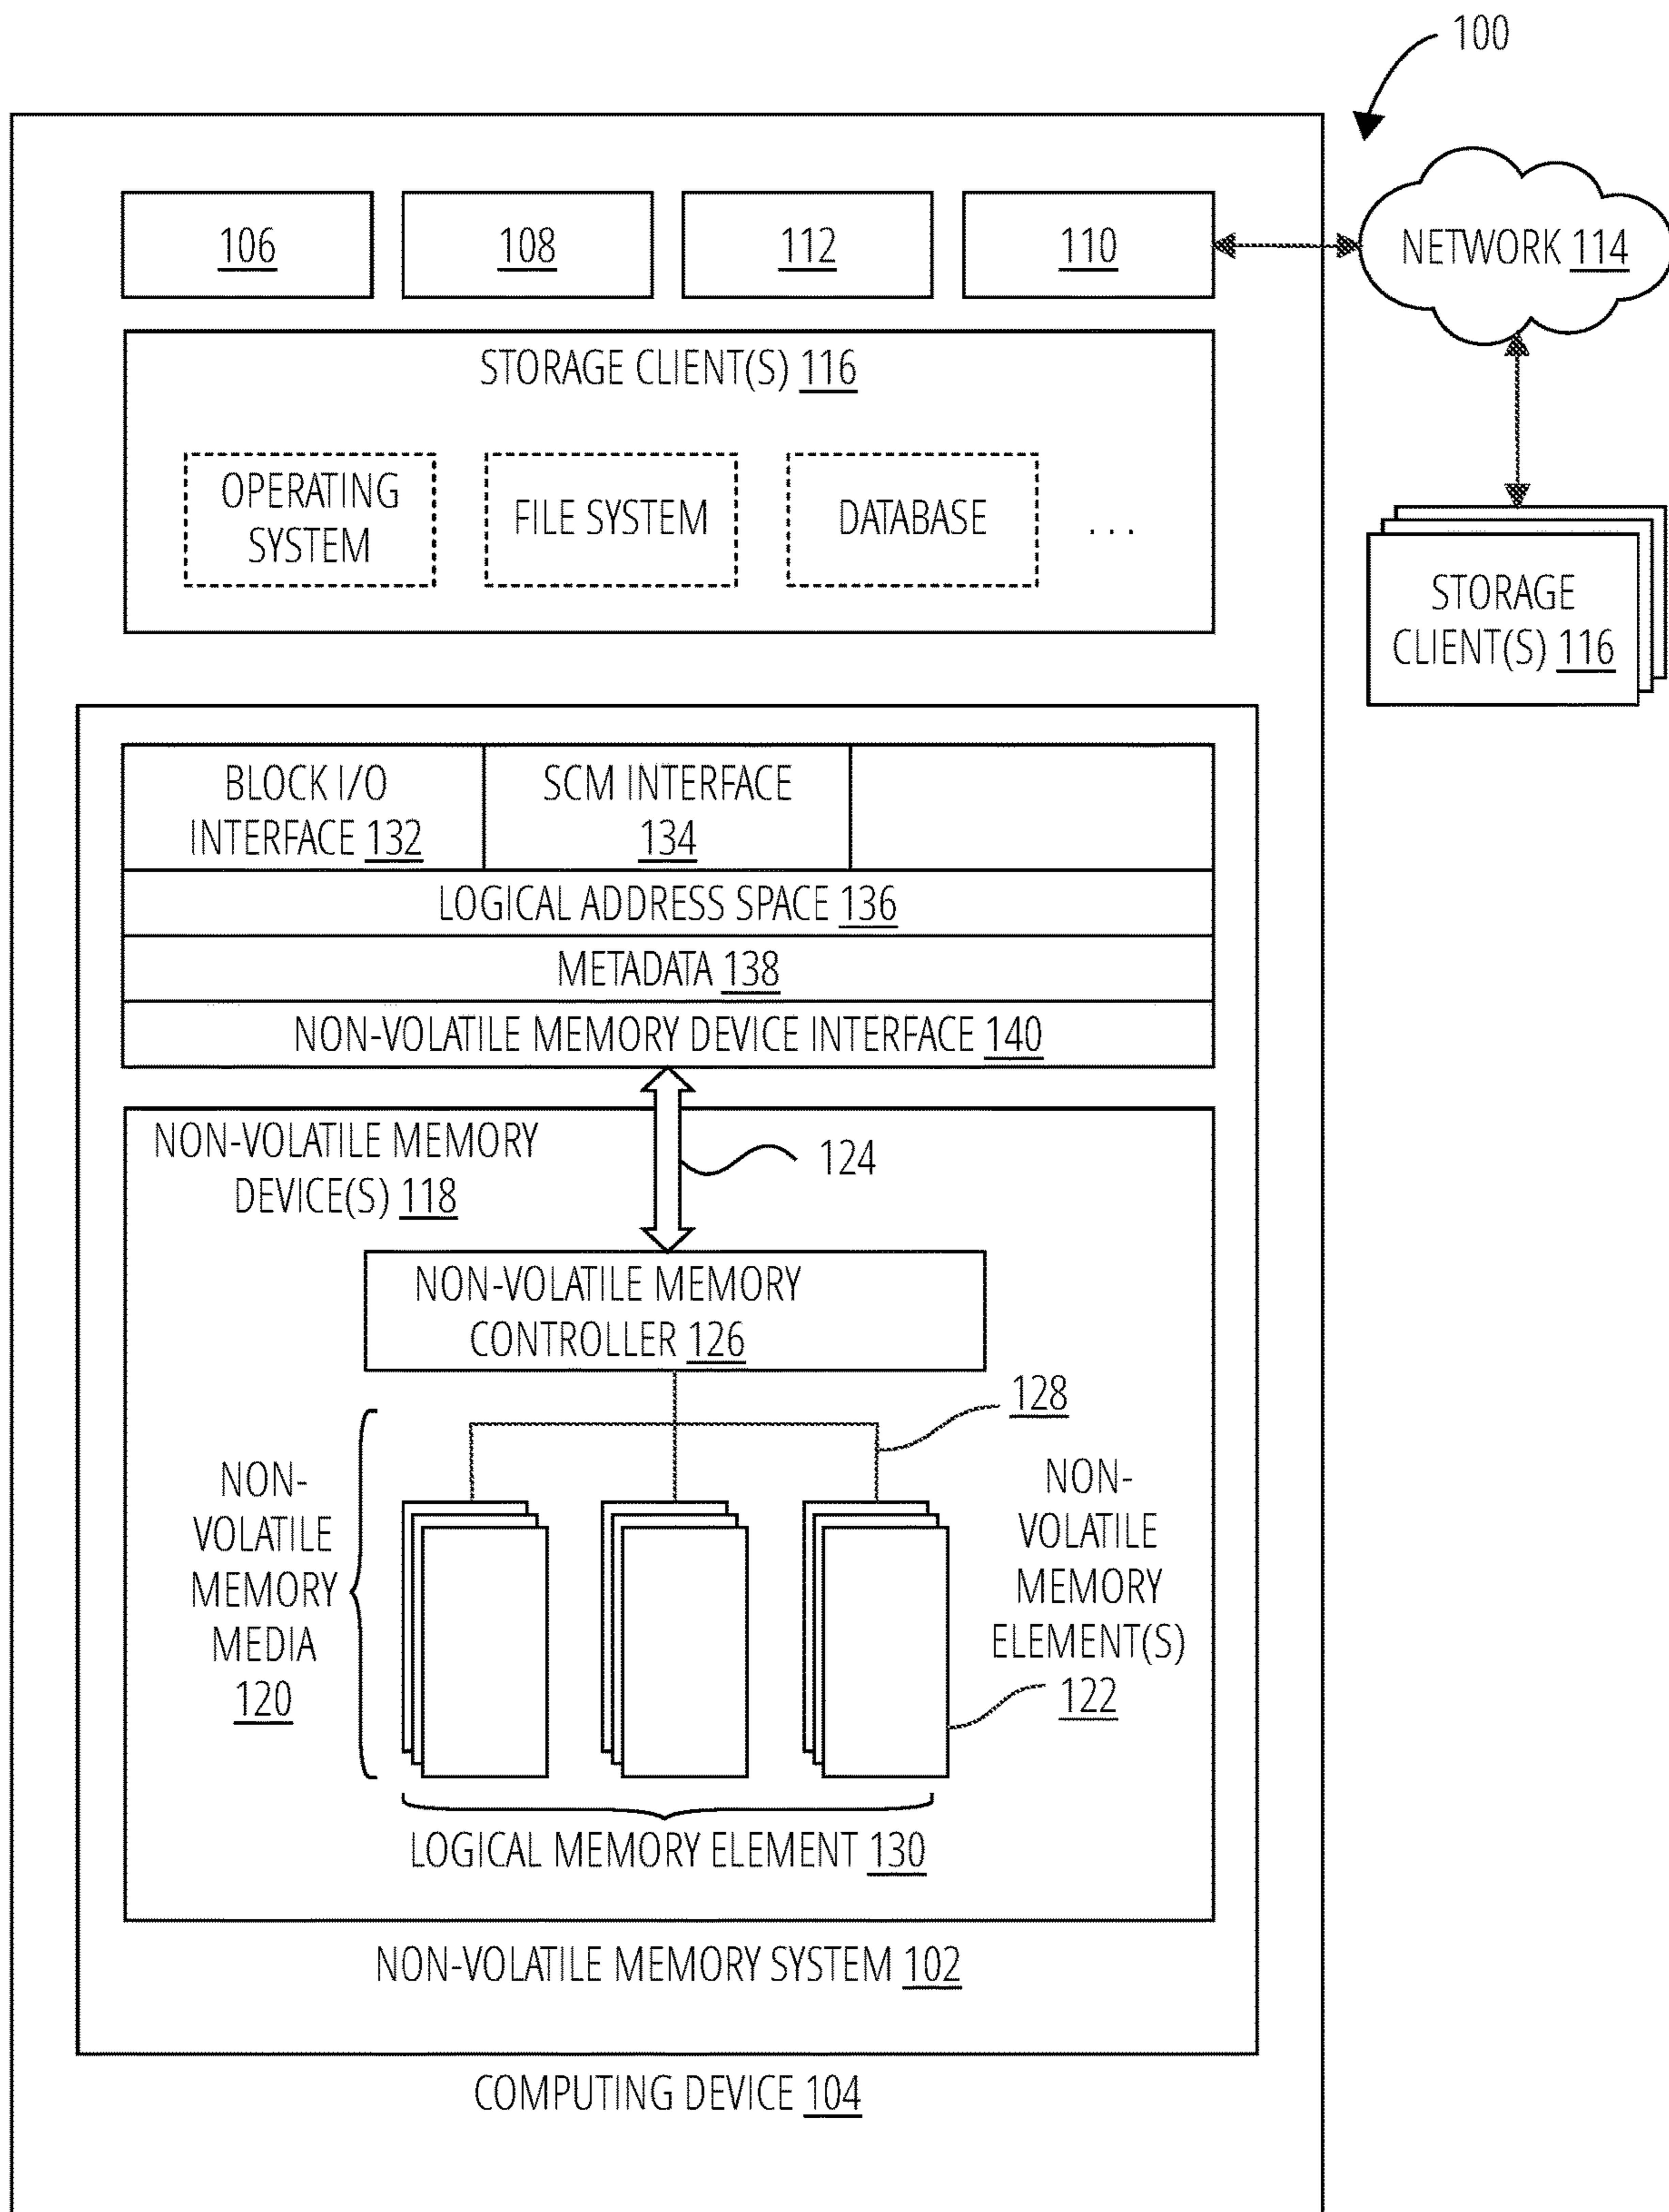 100
106
108
112
110
NETWORK 114
STORAGE CLIENT(S) 116
OPERATING
SYSTEM
FILE SYSTEM
DATABASE
...
STORAGE
CLIENT(S) 116
BLOCK I/O
INTERFACE 132
SCM INTERFACE
134
LOGICAL ADDRESS SPACE 136
METADATA 138
NON-VOLATILE MEMORY DEVICE INTERFACE 140
NON-VOLATILE MEMORY
DEVICE(S) 118
124
NON-VOLATILE MEMORY
CONTROLLER 126
128
NON-
VOLATILE
MEMORY
MEDIA
120
NON-
VOLATILE
MEMORY
ELEMENT(S)
122
LOGICAL MEMORY ELEMENT 130
NON-VOLATILE MEMORY SYSTEM 102
COMPUTING DEVICE 104